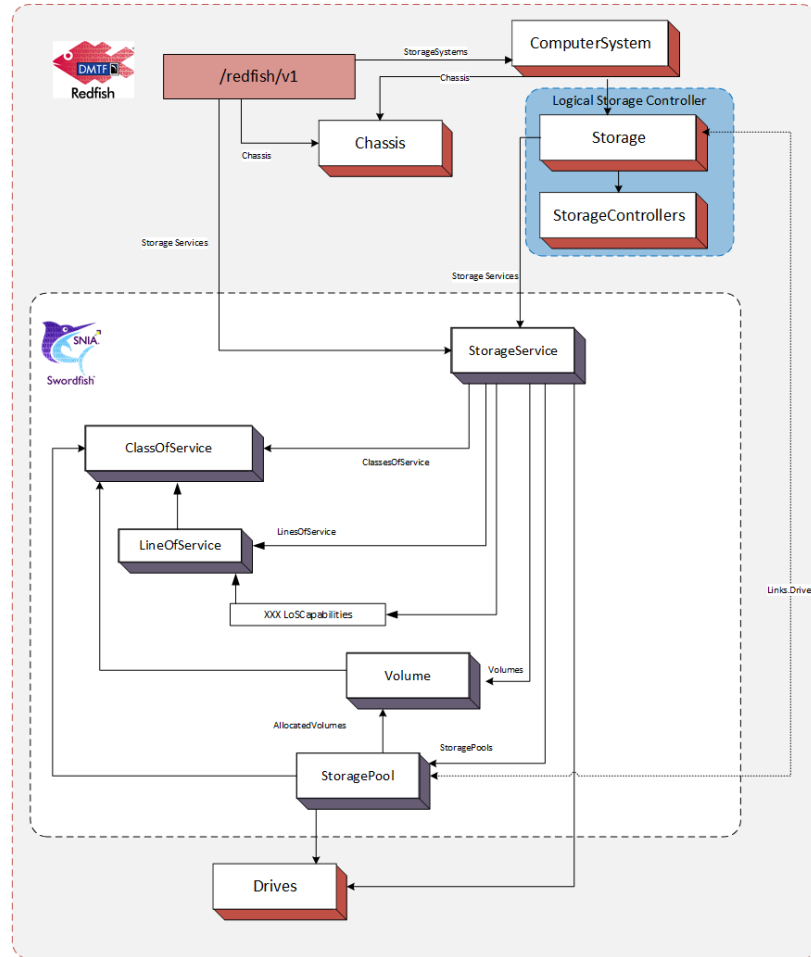 StorageSystems
ComputerSystem
DMTF
Redfish
/redfish/v1
Chassis
Logical Storage Controller
Chassis
Storage
Chassis
StorageControllers
Storage Services
Storage Services
SNIA
Swordfish
StorageService
ClassOfService
ClassesOfService
LinesOfService
LineOfService
XXX LoSCapabilities
Links.Drive
Volume
Volumes
AllocatedVolumes
StoragePools
StoragePool
Drives